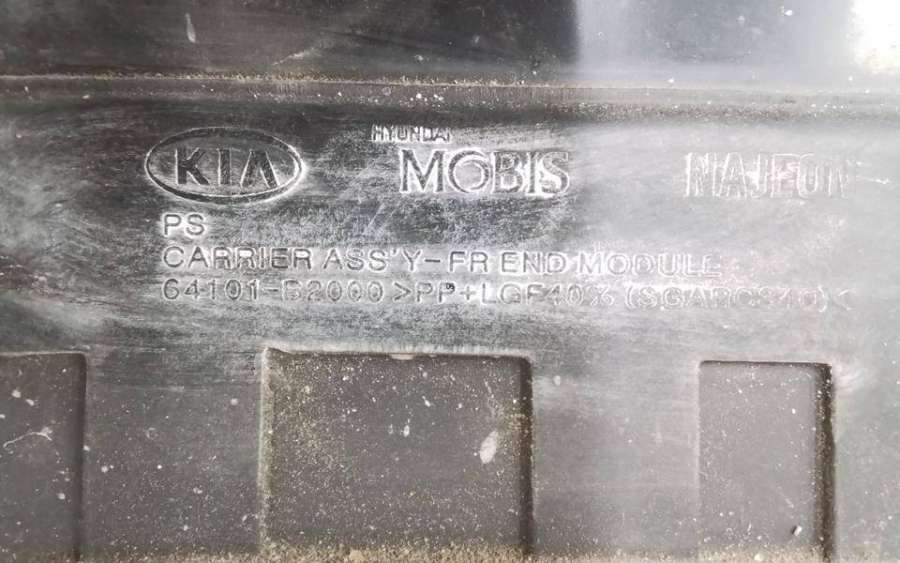 KIA
HYUNDAI
MOBIS
NAJEON
PS
CARRIER ASS'Y-FR END MODULE
64101-B2000 >PP+LGF40%